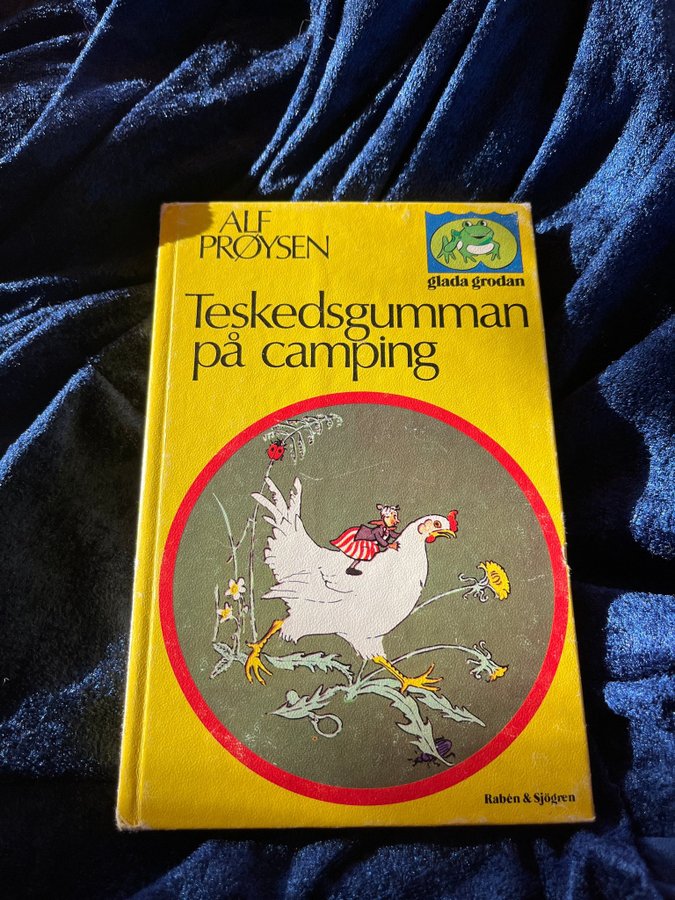 ALF
PRØYSEN
glada grodan
Teskedsgumman
på camping
Rabén & Sjögren